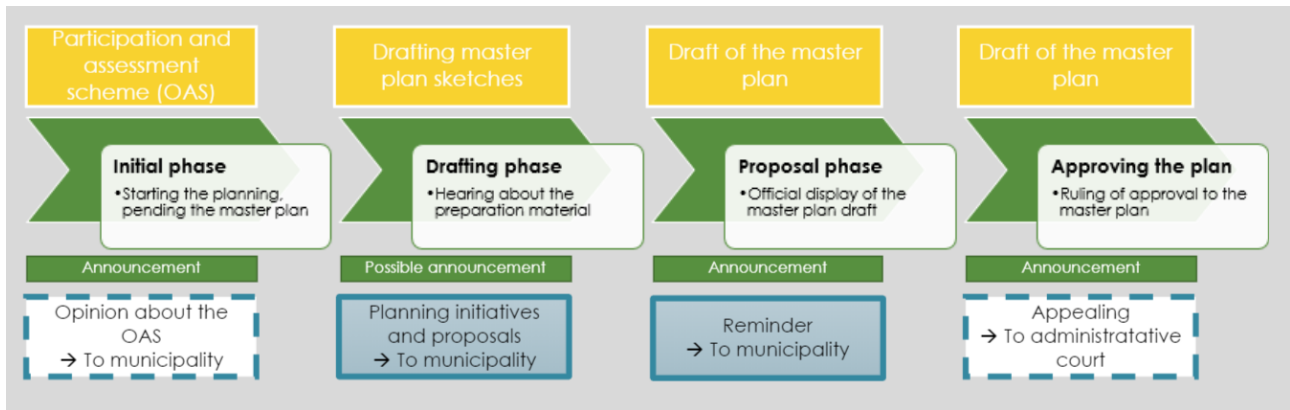 Participation and
assessment
scheme (OAS)
Drafting master
plan sketches
Draft of the master
plan
Draft of the master
plan
Initial phase
•Starting the planning,
pending the master plan
Drafting phase
•Hearing about the
preparation material
Proposal phase
•Official display of the
master plan draft
Approving the plan
•Ruling of approval to the
master plan
Announcement
Possible announcement
Announcement
Announcement
Opinion about the
OAS
→ To municipality
Planning initiatives
and proposals
→ To municipality
Reminder
→ To municipality
Appealing
→ To administratative
court